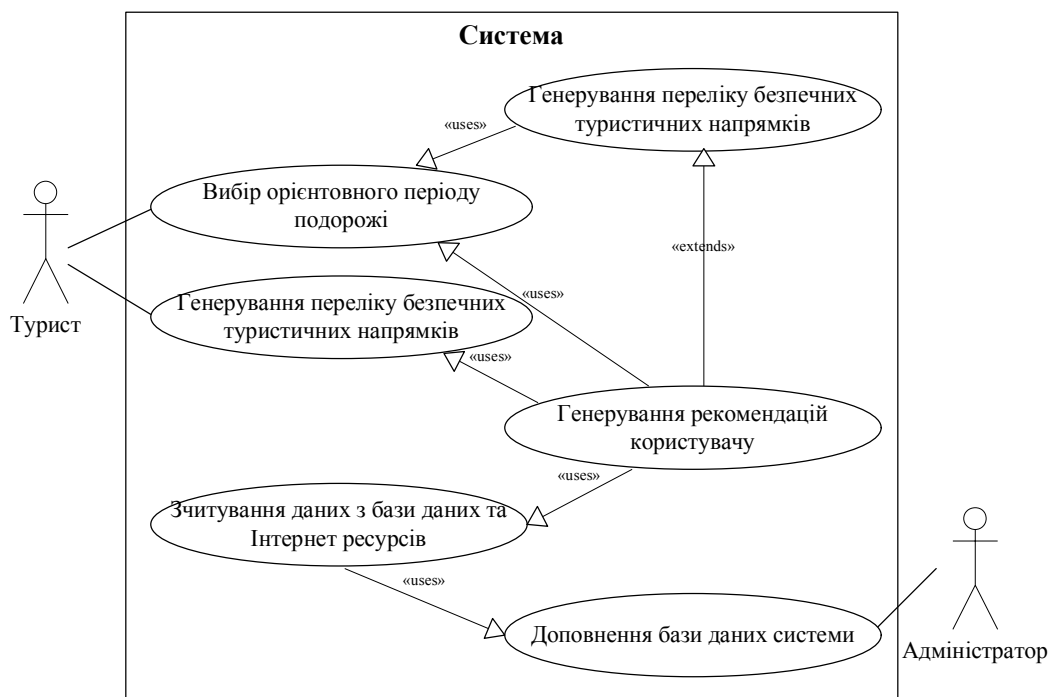 Система
Генерування переліку безпечних
туристичних напрямків
«uses»
Вибір орієнтовного періоду
подорожі
«extends»
«uses»
Генерування переліку безпечних
туристичних напрямків
Турист
«uses»
Генерування рекомендацій
користувачу
«uses»
Зчитування даних з бази даних та
Інтернет ресурсів
«uses»
Доповнення бази даних системи
Адміністратор